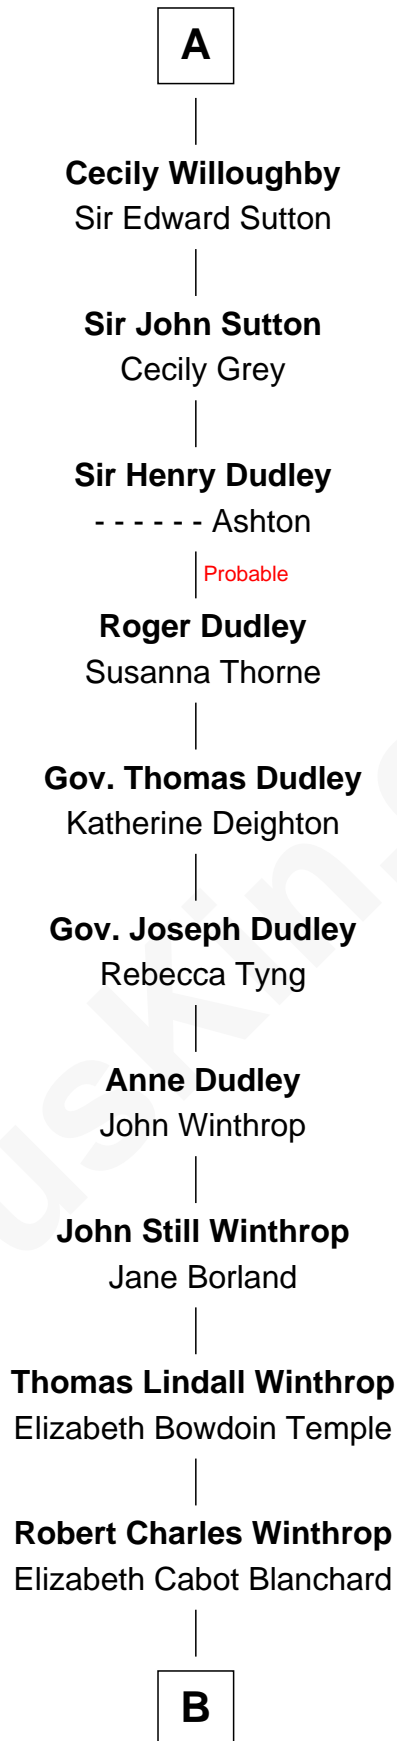 A
Cecily Willoughby
Sir Edward Sutton
Sir John Sutton
Cecily Grey
Sir Henry Dudley
- - - - - - Ashton
Probable
Roger Dudley
Susanna Thorne
Gov. Thomas Dudley
Katherine Deighton
Gov. Joseph Dudley
Rebecca Tyng
Anne Dudley
John Winthrop
John Still Winthrop
Jane Borland
Thomas Lindall Winthrop
Elizabeth Bowdoin Temple
Robert Charles Winthrop
Elizabeth Cabot Blanchard
B